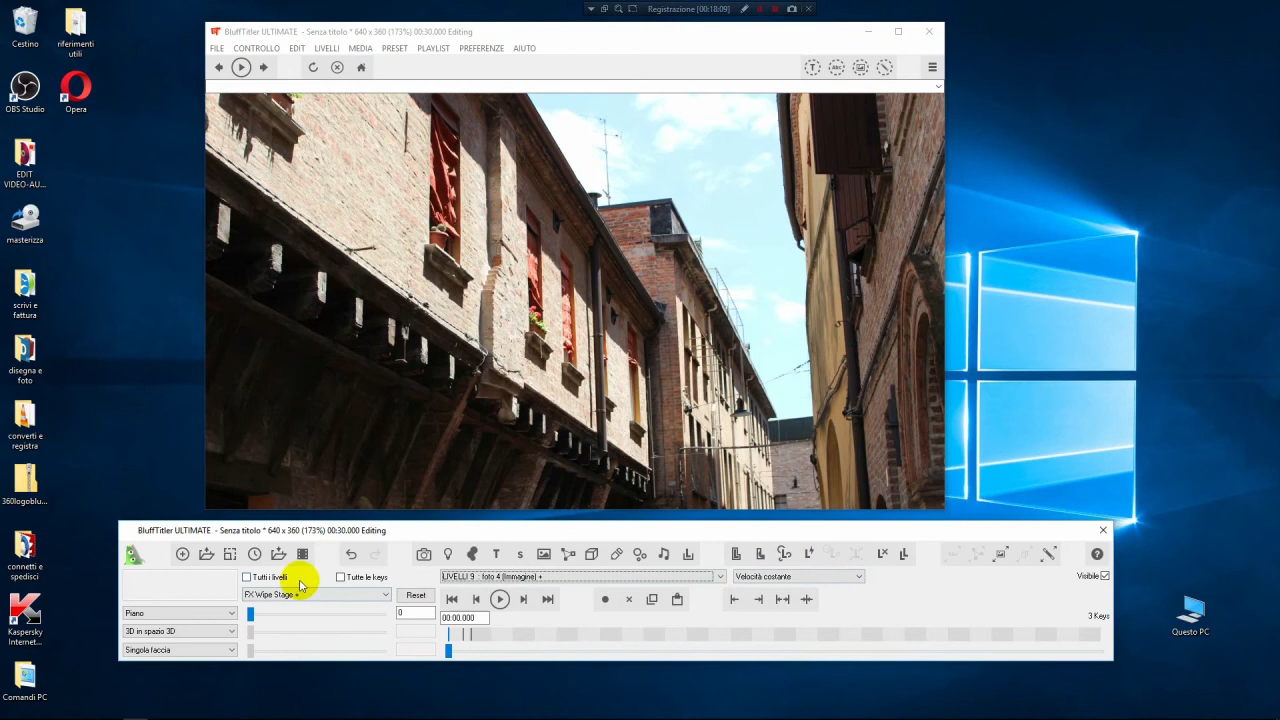 Registrazione [00:18:09]
Cestino
riferimenti utili
OBS Studio
Opera
EDIT VIDEO-AU...
masterizza
scrivi e fattura
disegna e foto
converti e registra
360logoblu...
connetti e spedisci
Kaspersky Internet...
Comandi PC
Questo PC
BluffTitler ULTIMATE - Senza titolo * 640 x 360 (173%) 00:30.000 Editing
FILE CONTROLLO EDIT LIVELLI MEDIA PRESET PLAYLIST PREFERENZE AIUTO
BluffTitler ULTIMATE - Senza titolo * 640 x 360 (173%) 00:30.000 Editing
Tutti i livelli
Tutte le keys
LIVELLI 9 : foto 4 (Immagine) +
Velocità costante
Visibile
FX Wipe Stage +
Reset
Piano
0
00:00.000
3 Keys
3D in spazio 3D
Singola faccia